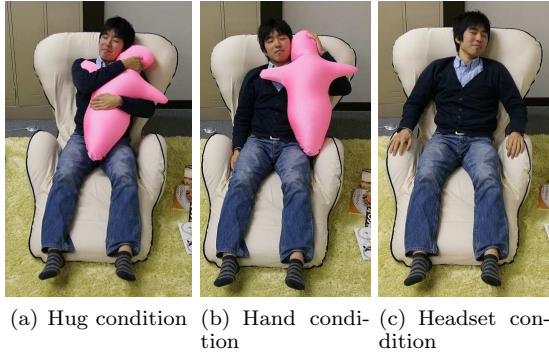 (a) Hug condition
(b) Hand condi-
tion
(c) Headset con-
dition